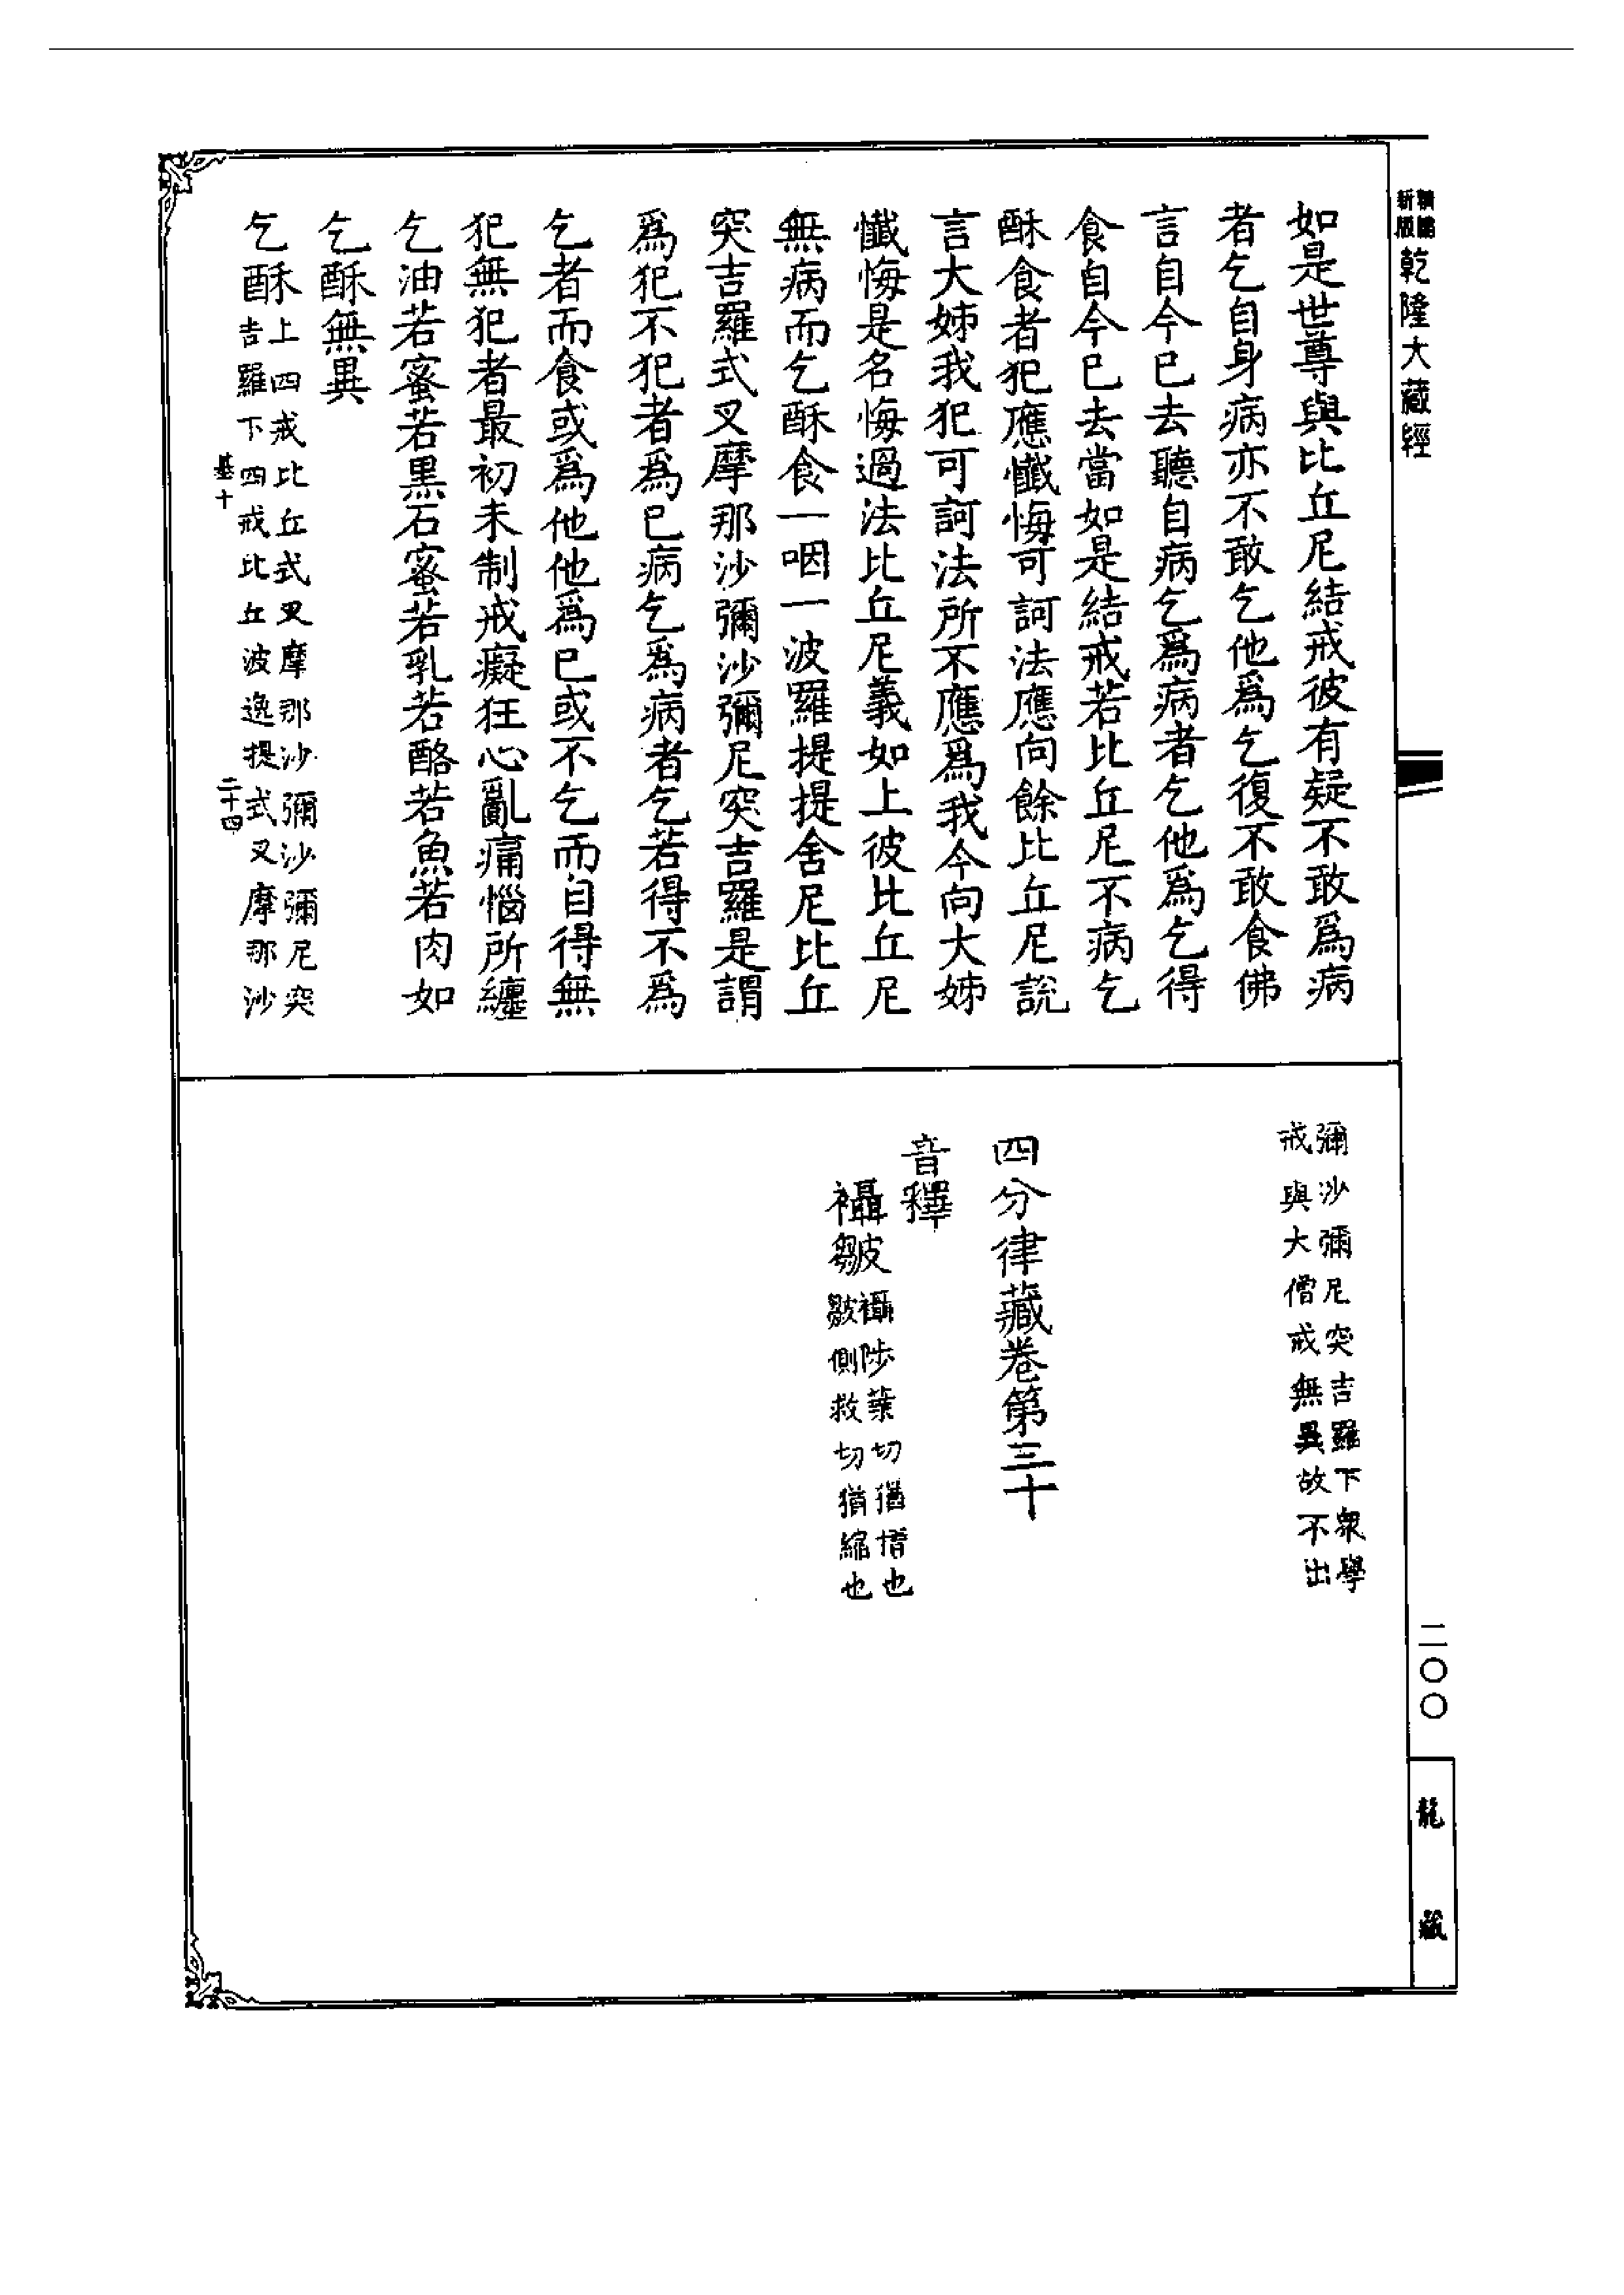 新版
乾隆大藏經
如是世尊與比丘尼結戒彼有疑不敢爲病
者乞自身病亦不敢乞他爲乞復不敢食佛
言自今已去聽自病乞爲病者乞他爲乞得
食自今已去當如是結戒若比丘尼不病乞
酥食者犯應懺悔可訶法應向餘比丘尼說
言大姊我犯可訶法所不應爲我今向大姊
懺悔是名悔過法比丘尼義如上彼比丘尼
無病而乞酥食一咽一波羅提提舍尼比丘
突吉羅式叉摩那沙彌沙彌尼突吉羅是謂
爲犯不犯者爲已病乞爲病者乞若得不爲
乞者而食或爲他他爲已或不乞而自得無
犯無犯者最初未制戒癡狂心亂痛惱所纏
乞油若蜜若黑石蜜若乳若酪若魚若肉如
乞酥無異
乞酥
上四戒比丘式叉摩那沙彌沙彌尼突
吉羅下四戒比丘波逸提式叉摩那沙
基十
二十四
彌沙彌尼突吉羅下衆學
戒與大僧戒無異故不出
四分律藏卷第三十
音釋
襵皺
襵陟葉切猶摺也
皺側救切猶縮也
二〇〇
龍藏